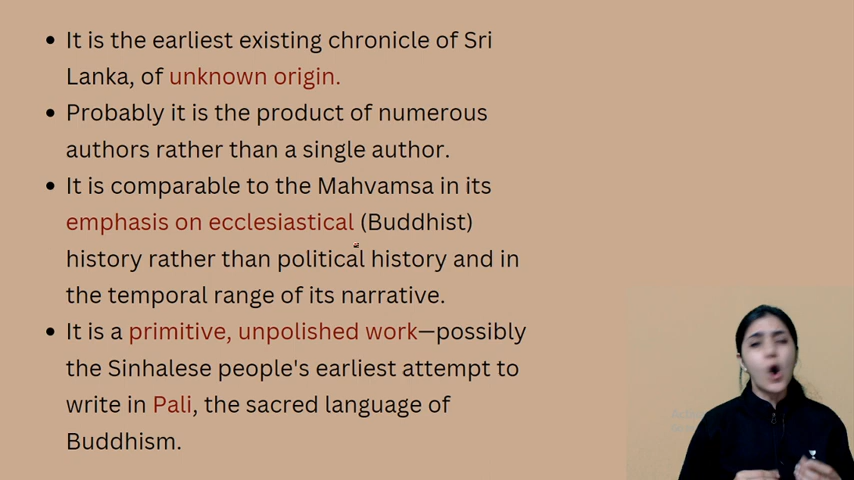 • It is the earliest existing chronicle of Sri
Lanka, of unknown origin.
• Probably it is the product of numerous
authors rather than a single author.
• It is comparable to the Mahvamsa in its
emphasis on ecclesiastical (Buddhist)
history rather than political history and in
the temporal range of its narrative.
• It is a primitive, unpolished work—possibly
the Sinhalese people's earliest attempt to
write in Pali, the sacred language of
Buddhism.